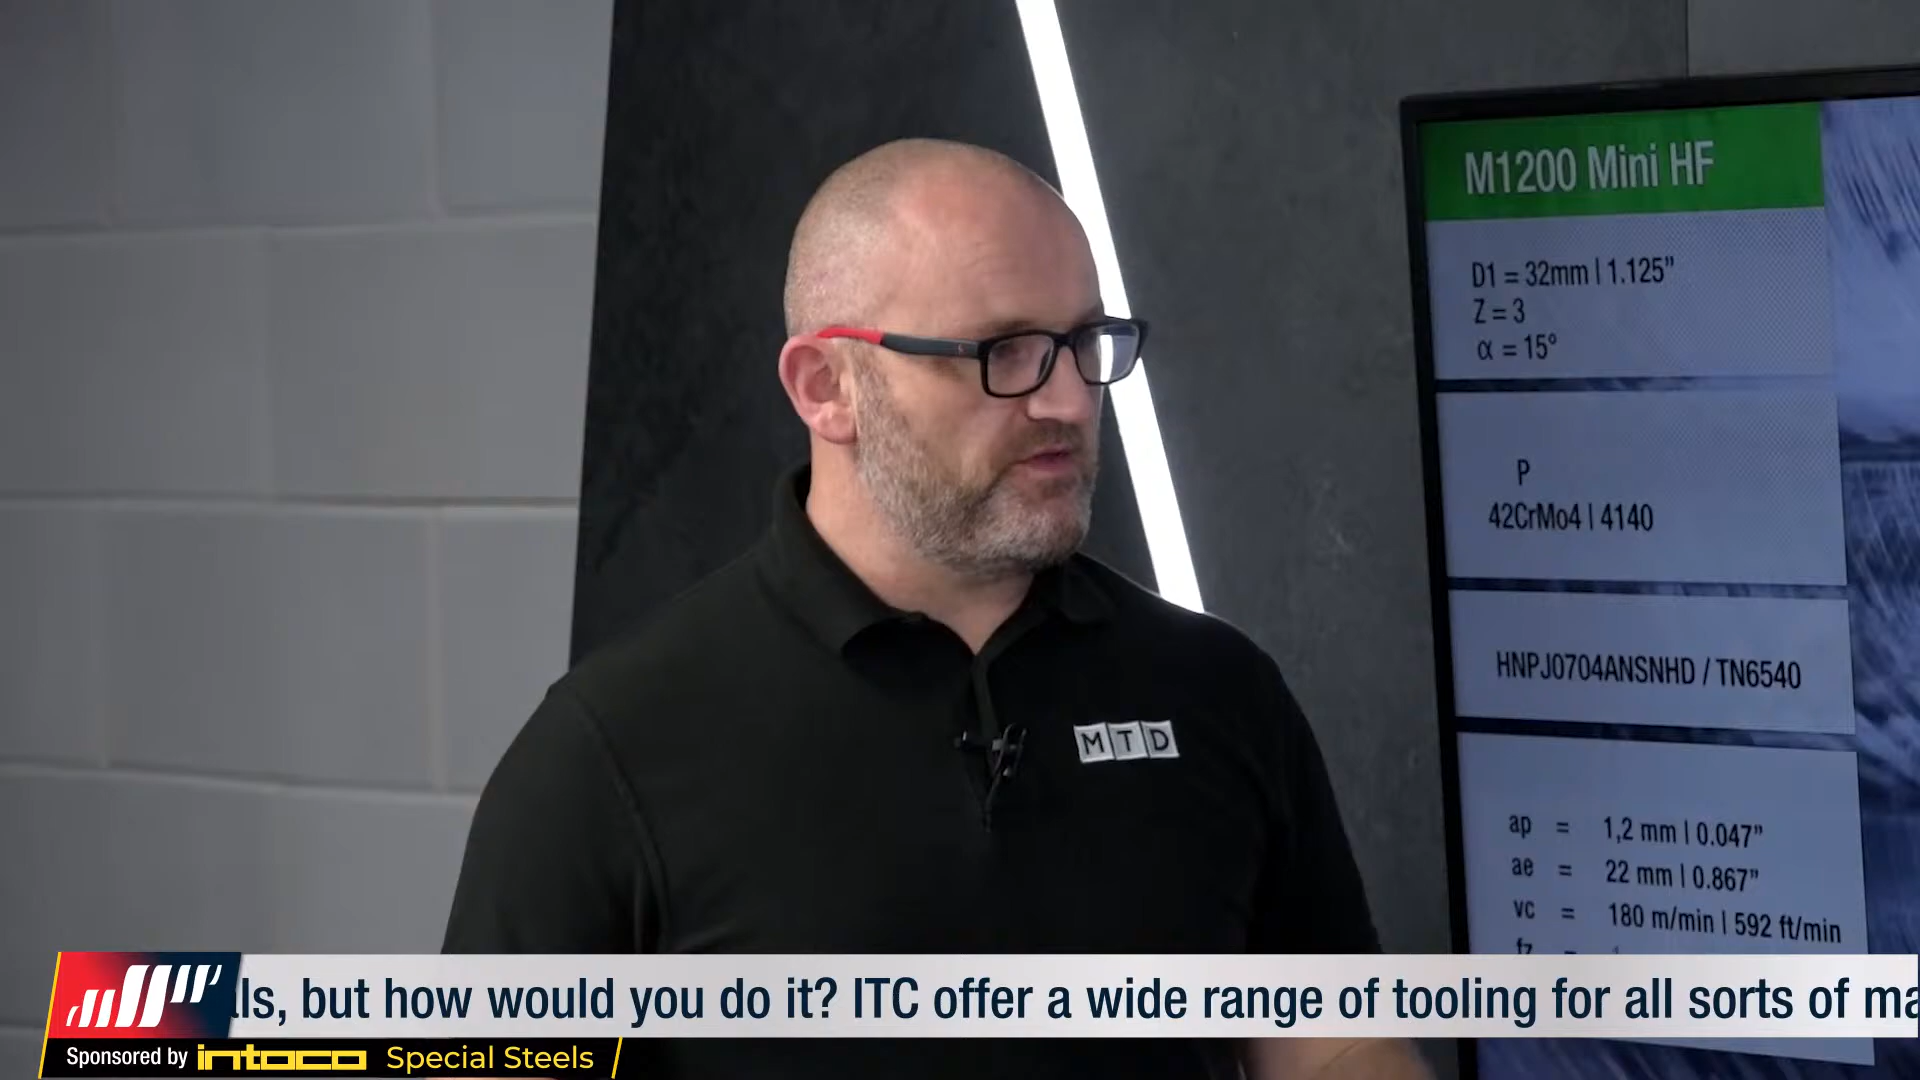 M1200 Mini HF
D1 = 32mm | 1.125”
Z = 3
α = 15°
P
42CrMo4 | 4140
HNPJ0704ANSNHD / TN6540
MTD
ap = 1,2 mm | 0.047”
ae = 22 mm | 0.867”
vc = 180 m/min | 592 ft/min
fz =
ls, but how would you do it? ITC offer a wide range of tooling for all sorts of ma
Sponsored by intoco Special Steels